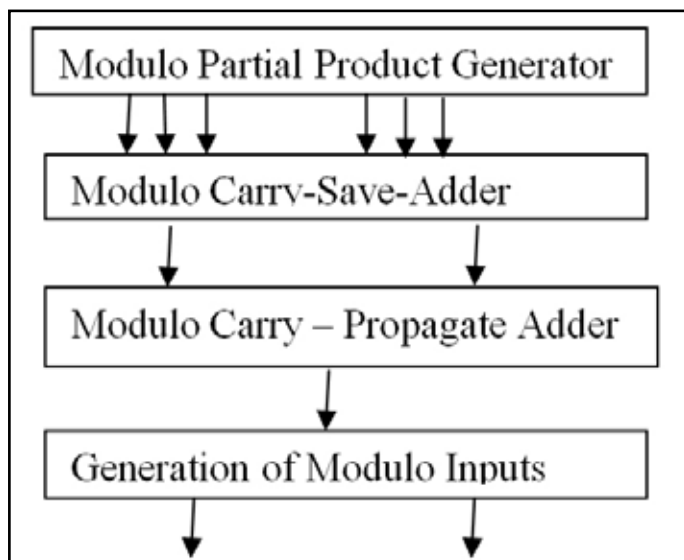 Modulo Partial Product Generator
Modulo Carry-Save-Adder
Modulo Carry – Propagate Adder
Generation of Modulo Inputs